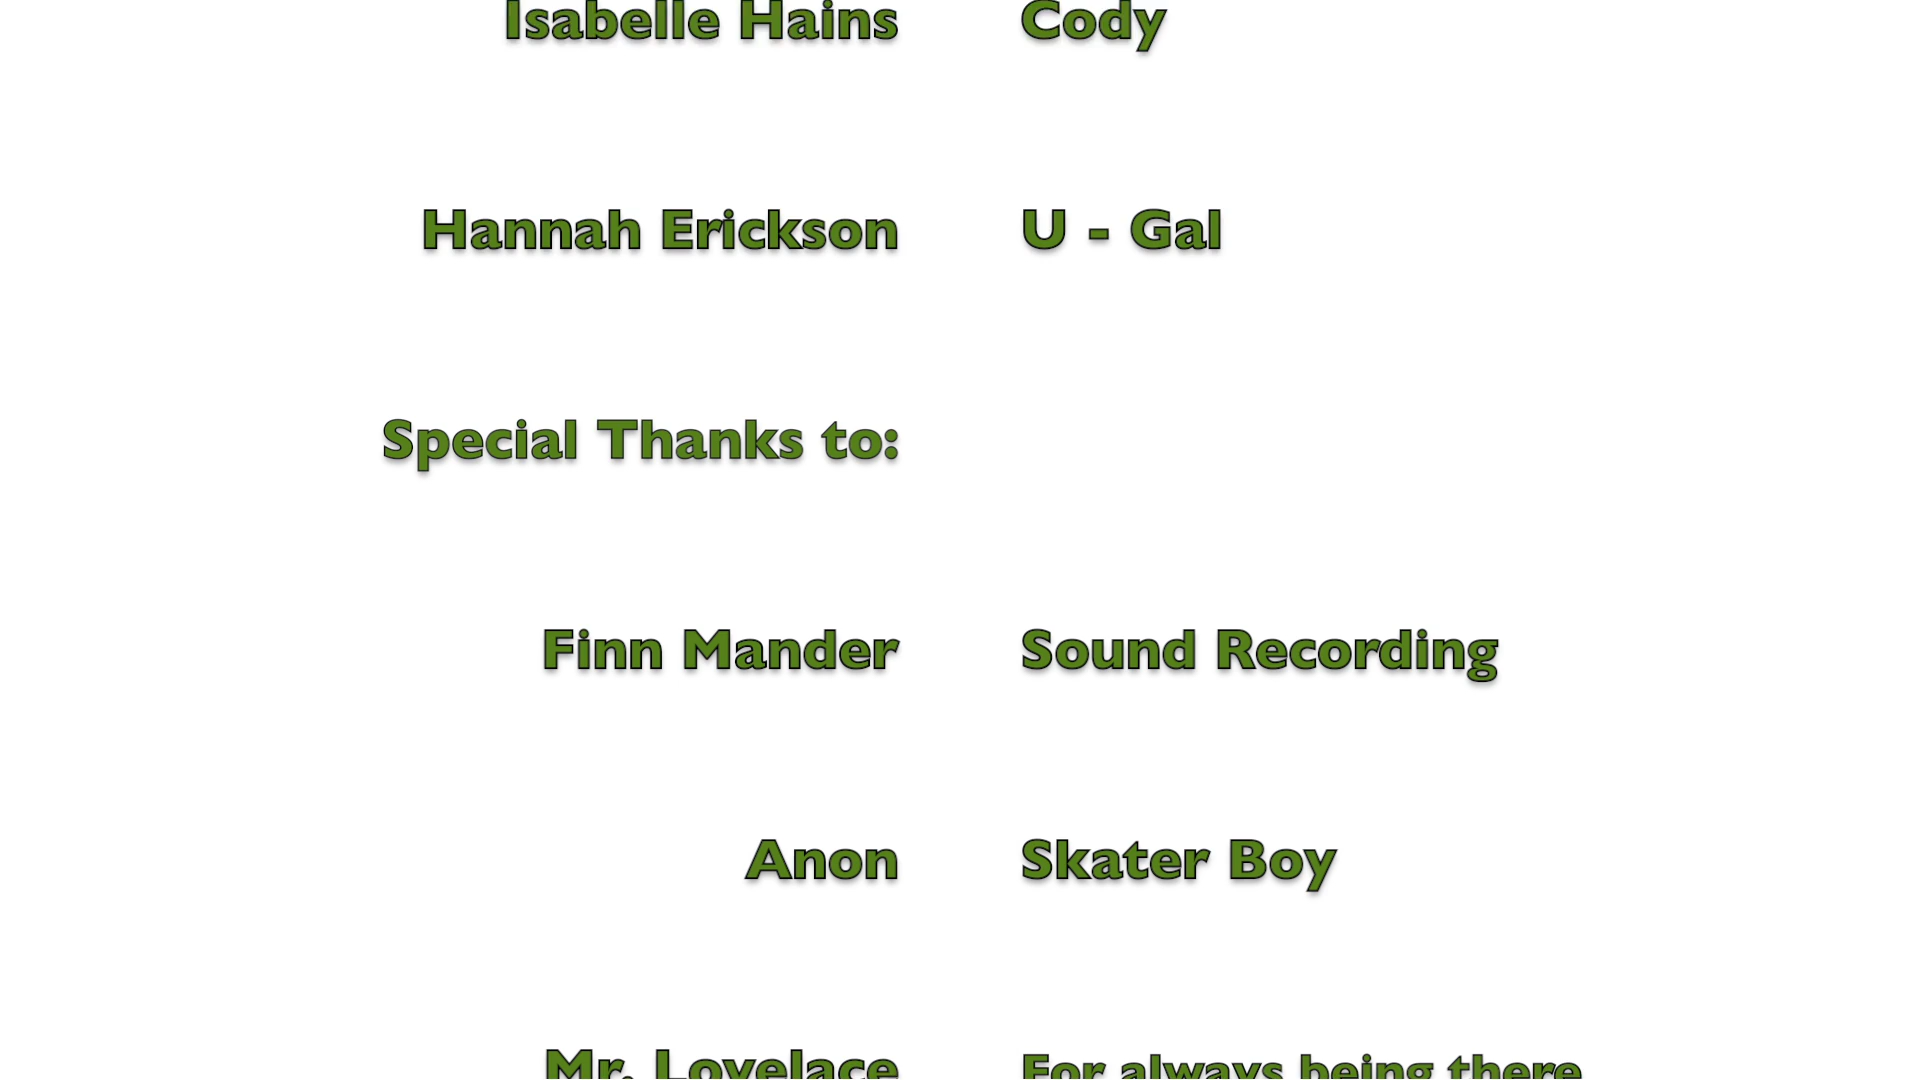 Isabelle Hains Cody
Hannah Erickson U - Gal
Special Thanks to:
Finn Mander Sound Recording
Anon Skater Boy
Mr. Lovelace For always being there